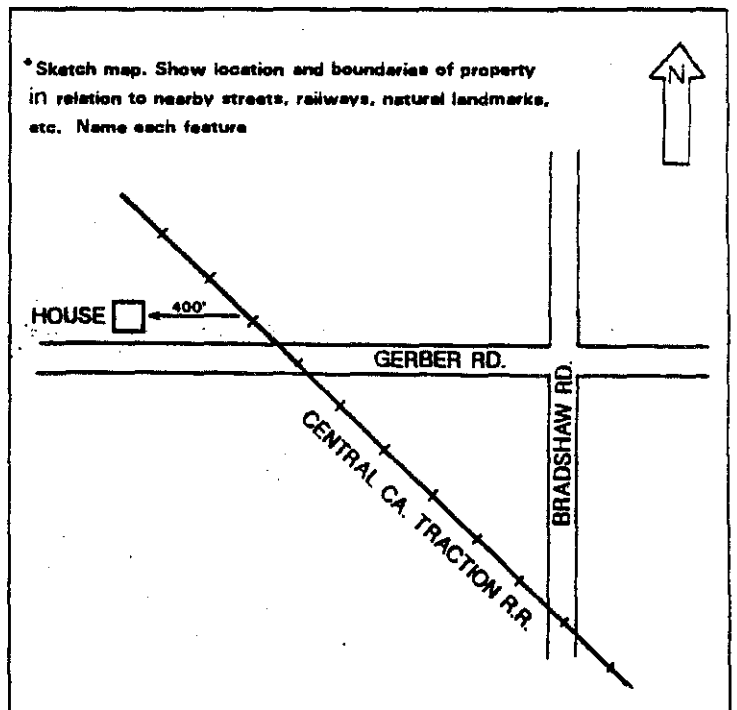 *Sketch map. Show location and boundaries of property
in relation to nearby streets, railways, natural landmarks,
etc. Name each feature
N
HOUSE
400'
GERBER RD.
BRADSHAW RD.
CENTRAL CA. TRACTION R.R.